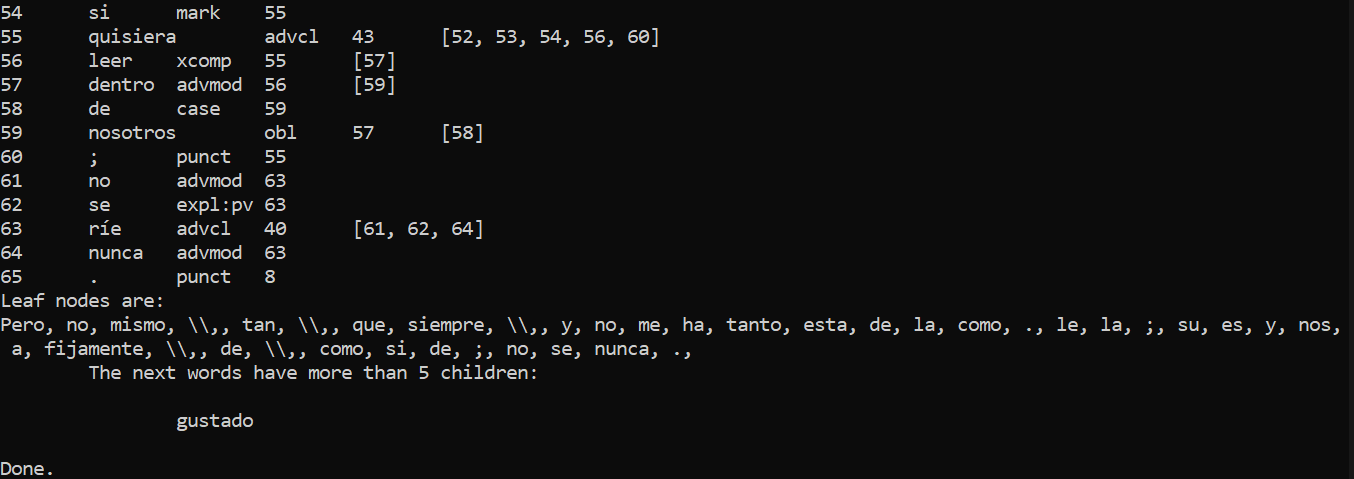 54 si mark 55
55 quisiera advcl 43 [52, 53, 54, 56, 60]
56 leer xcomp 55 [57]
57 dentro advmod 56 [59]
58 de case 59
59 nosotros obl 57 [58]
60 ; punct 55
61 no advmod 63
62 se expl:pv 63
63 ríe advcl 40 [61, 62, 64]
64 nunca advmod 63
65 . punct 8
Leaf nodes are:
Pero, no, mismo, \\,, tan, \\,, que, siempre, \\,, y, no, me, ha, tanto, esta, de, la, como, ., le, la, ;, su, es, y, nos,
a, fijamente, \\,, de, \\,, como, si, de, ;, no, se, nunca, .,
The next words have more than 5 children:
gustado
Done.